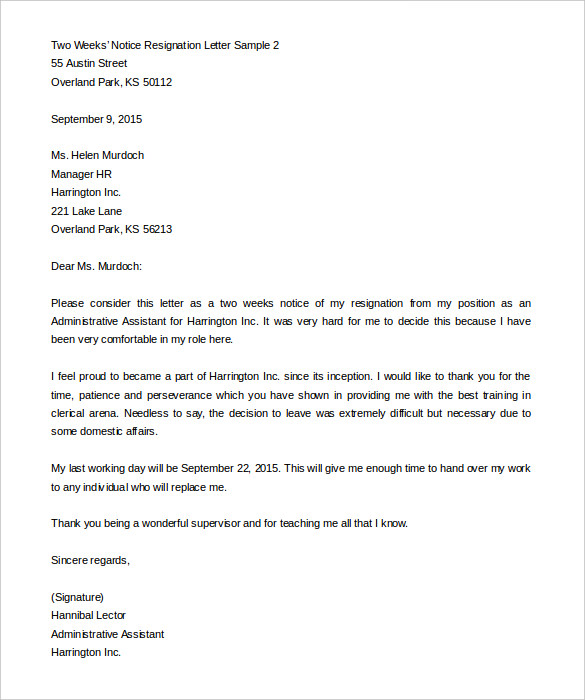 Two Weeks' Notice Resignation Letter Sample 2
55 Austin Street
Overland Park, KS 50112
September 9, 2015
Ms. Helen Murdoch
Manager HR
Harrington Inc.
221 Lake Lane
Overland Park, KS 56213
Dear Ms. Murdoch:
Please consider this letter as a two weeks notice of my resignation from my position as an
Administrative Assistant for Harrington Inc. It was very hard for me to decide this because I have
been very comfortable in my role here.
I feel proud to became a part of Harrington Inc. since its inception. I would like to thank you for the
time, patience and perseverance which you have shown in providing me with the best training in
clerical arena. Needless to say, the decision to leave was extremely difficult but necessary due to
some domestic affairs.
My last working day will be September 22, 2015. This will give me enough time to hand over my work
to any individual who will replace me.
Thank you being a wonderful supervisor and for teaching me all that I know.
Sincere regards,
(Signature)
Hannibal Lector
Administrative Assistant
Harrington Inc.